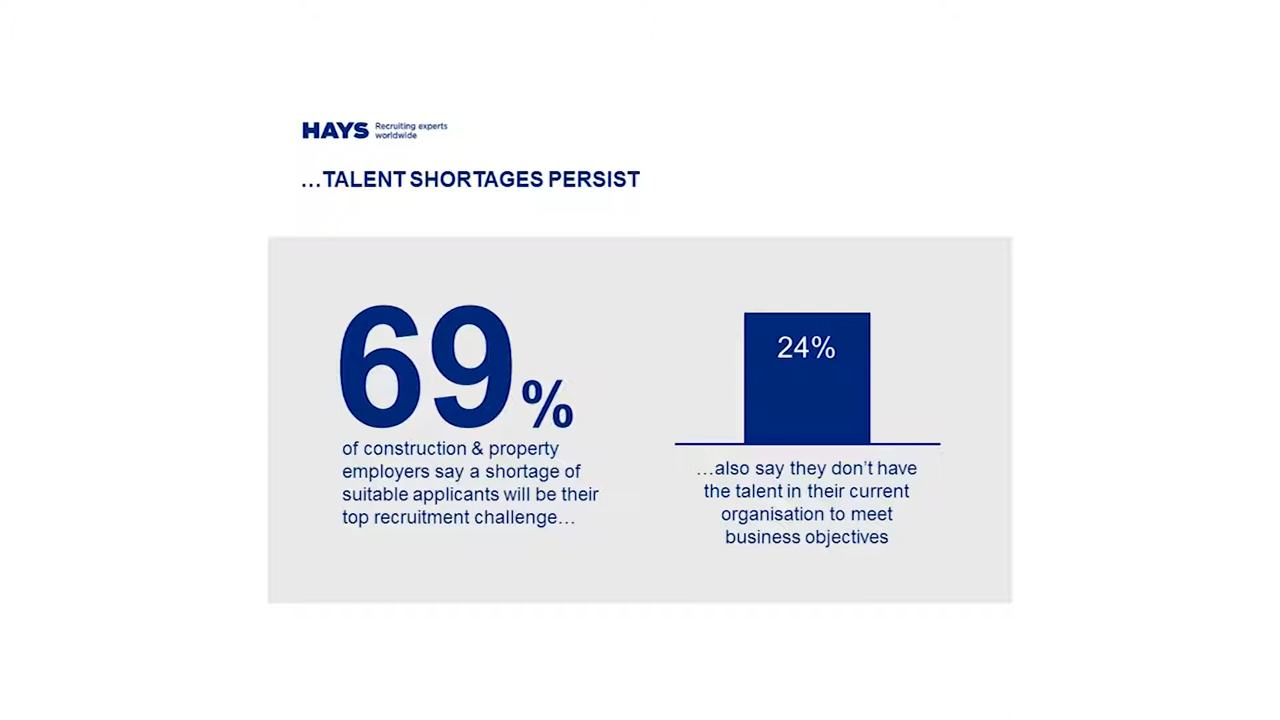 HAYS Recruiting experts
worldwide
…TALENT SHORTAGES PERSIST
69%
of construction & property
employers say a shortage of
suitable applicants will be their
top recruitment challenge…
24%
…also say they don’t have
the talent in their current
organisation to meet
business objectives